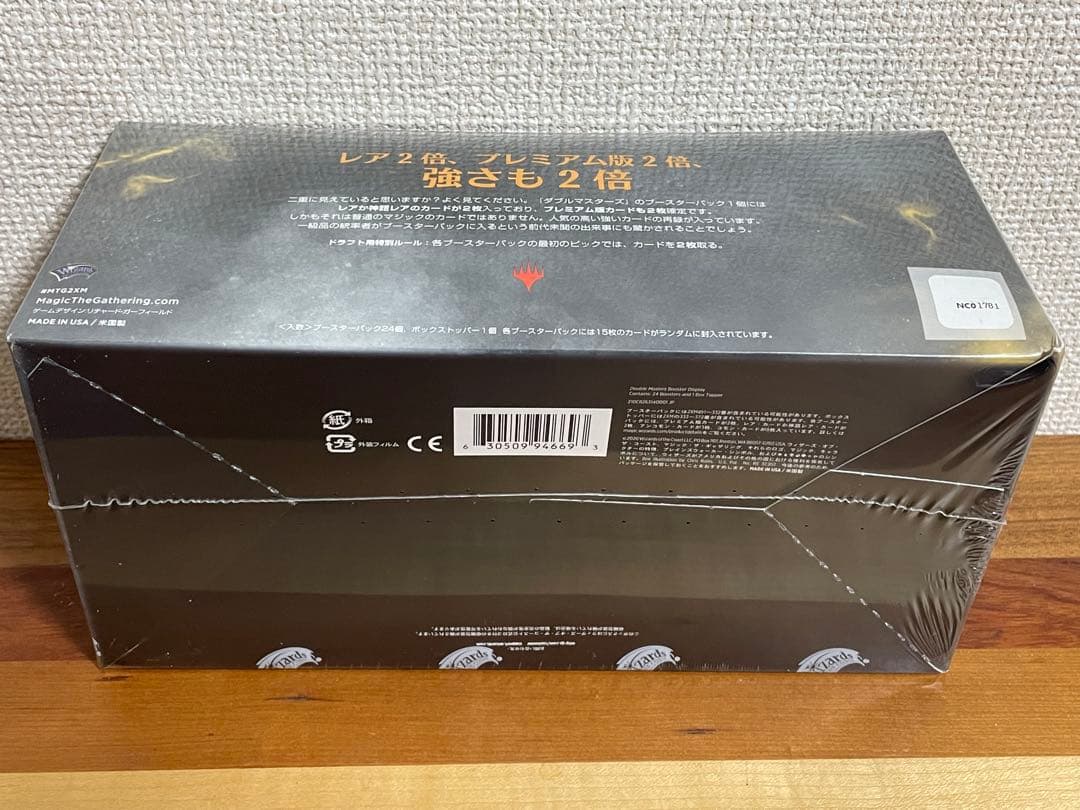 レア2倍、プレミアム版2倍、
強さも2倍
二重に見えていると思いますか?よく見てください。『ダブルマスターズ』のブースターパック1個には
レアか神話レアのカードが2枚入っており、プレミアム版カードも2枚確定です。
しかもそれは普通のマジックのカードではありません。人気の高い強いカードの再録が入っています。
一級品の統率者がブースターパックに入るという前代未聞の出来事にも驚かされることでしょう。
ドラフト用特別ルール:各ブースターパックの最初のピックでは、カードを2枚取る。
Wizards
#MTG2XM
MagicTheGathering.com
ゲームデザイン:リチャード・ガーフィールド
MADE IN USA / 米国製
NC0 1781
<入数>ブースターパック24個、ボックストッパー1個 各ブースターパックには15枚のカードがランダムに封入されています。
Double Masters Booster Display
Contains: 24 Boosters and 1 Box Topper
紙 外箱
プラ 外装フィルム
CE
6 30509 94669 3
MADE IN USA / 米国製
Wizards
Wizards
Wizards
Wizards